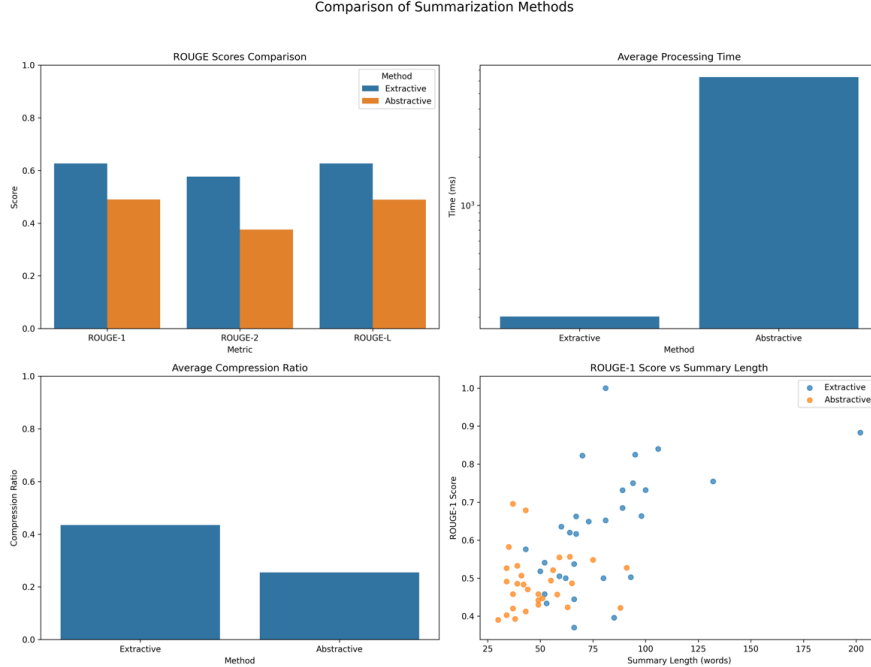 Comparison of Summarization Methods
ROUGE Scores Comparison
Method
Extractive
Abstractive
1.0
0.8
0.6
0.4
0.2
0.0
Score
ROUGE-1 ROUGE-2 ROUGE-L
Metric
Average Processing Time
10³
Time (ms)
Extractive Abstractive
Method
Average Compression Ratio
1.0
0.8
0.6
0.4
0.2
0.0
Compression Ratio
Extractive Abstractive
Method
ROUGE-1 Score vs Summary Length
Extractive
Abstractive
1.0
0.9
0.8
0.7
0.6
0.5
0.4
ROUGE-1 Score
25 50 75 100 125 150 175 200
Summary Length (words)